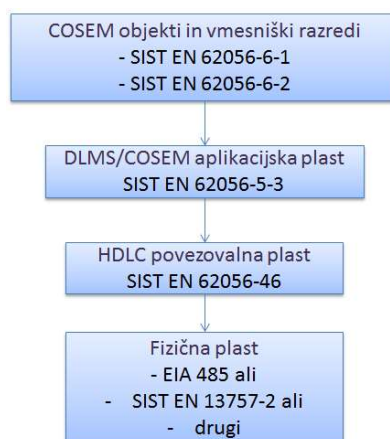 COSEM objekti in vmesniški razredi
- SIST EN 62056-6-1
- SIST EN 62056-6-2
DLMS/COSEM aplikacijska plast
SIST EN 62056-5-3
HDLC povezovalna plast
SIST EN 62056-46
Fizična plast
- EIA 485 ali
- SIST EN 13757-2 ali
- drugi